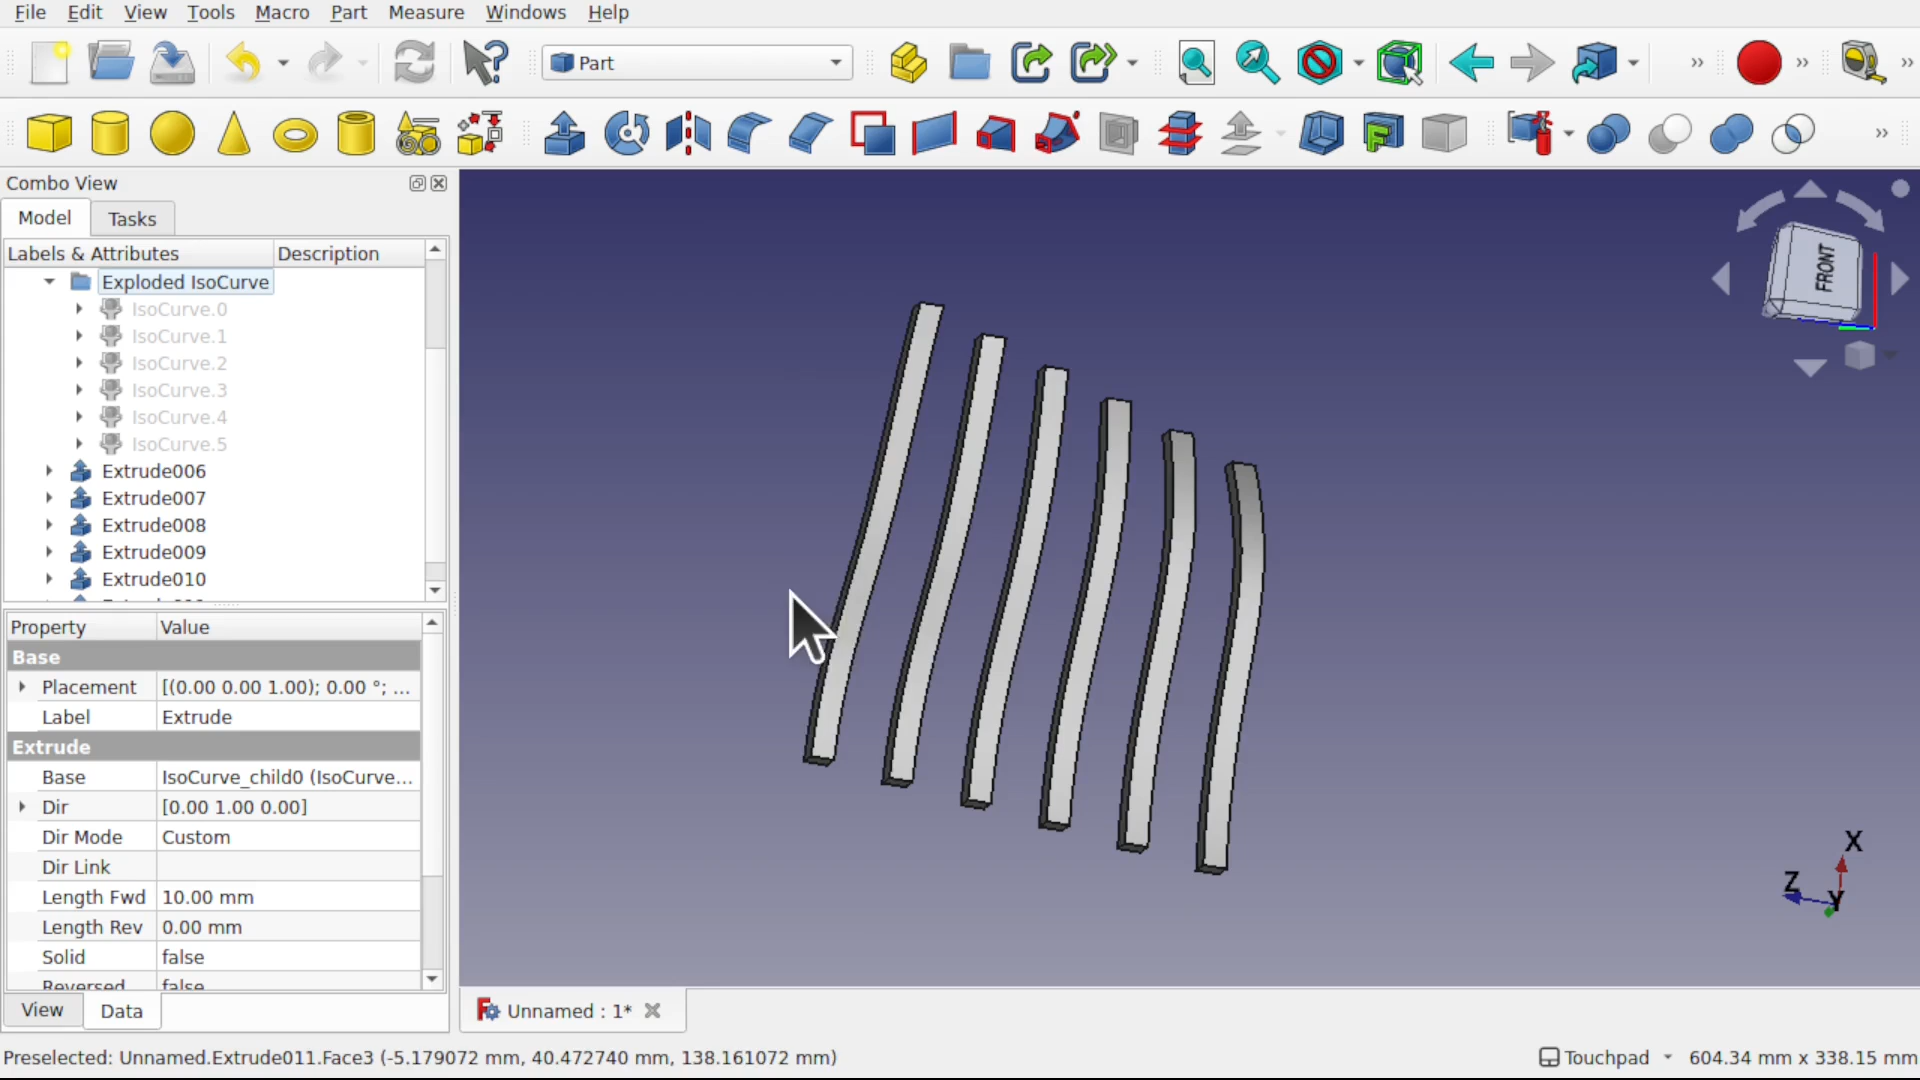 File Edit View Tools Macro Part Measure Windows Help
Part
Combo View
Model Tasks
Labels & Attributes Description
Exploded IsoCurve
IsoCurve.0
IsoCurve.1
IsoCurve.2
IsoCurve.3
IsoCurve.4
IsoCurve.5
Extrude006
Extrude007
Extrude008
Extrude009
Extrude010
Property Value
Base
Placement [(0.00 0.00 1.00); 0.00 °; ...
Label Extrude
Extrude
Base IsoCurve_child0 (IsoCurve...
Dir [0.00 1.00 0.00]
Dir Mode Custom
Dir Link
Length Fwd 10.00 mm
Length Rev 0.00 mm
Solid false
Reversed false
View Data
FRONT
X
Z
Y
Unnamed : 1*
Preselected: Unnamed.Extrude011.Face3 (-5.179072 mm, 40.472740 mm, 138.161072 mm)
Touchpad 604.34 mm x 338.15 mm